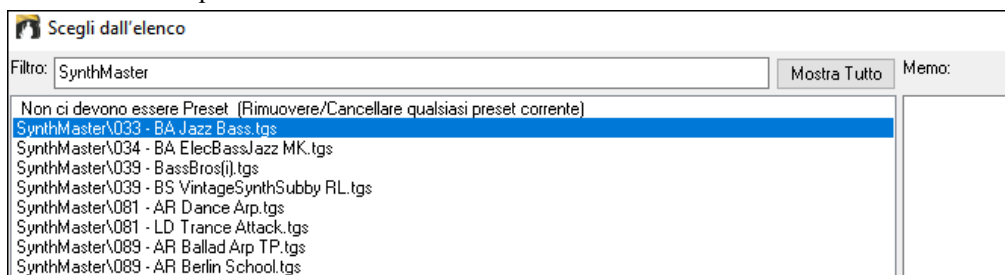 Scegli dall'elenco
Filtro: SynthMaster Mostra Tutto Memo:
Non ci devono essere Preset (Rimuovere/Cancellare qualsiasi preset corrente)
SynthMaster\033 - BA Jazz Bass.tgs
SynthMaster\034 - BA ElecBassJazz MK.tgs
SynthMaster\039 - BassBros(i).tgs
SynthMaster\039 - BS VintageSynthSubby RL.tgs
SynthMaster\081 - AR Dance Arp.tgs
SynthMaster\081 - LD Trance Attack.tgs
SynthMaster\089 - AR Ballad Arp TP.tgs
SynthMaster\089 - AR Berlin School.tgs